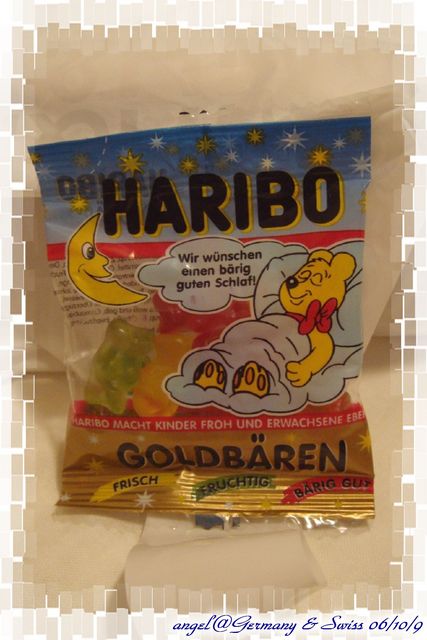 HARIBO
Wir wünschen
einen bärig
guten Schlaf!
HARIBO MACHT KINDER FROH UND ERWACHSENE EBE
GOLDBÄREN
FRISCH
FRUCHTIG
BÄRIG GUT
angel@Germany & Swiss 06/10/9